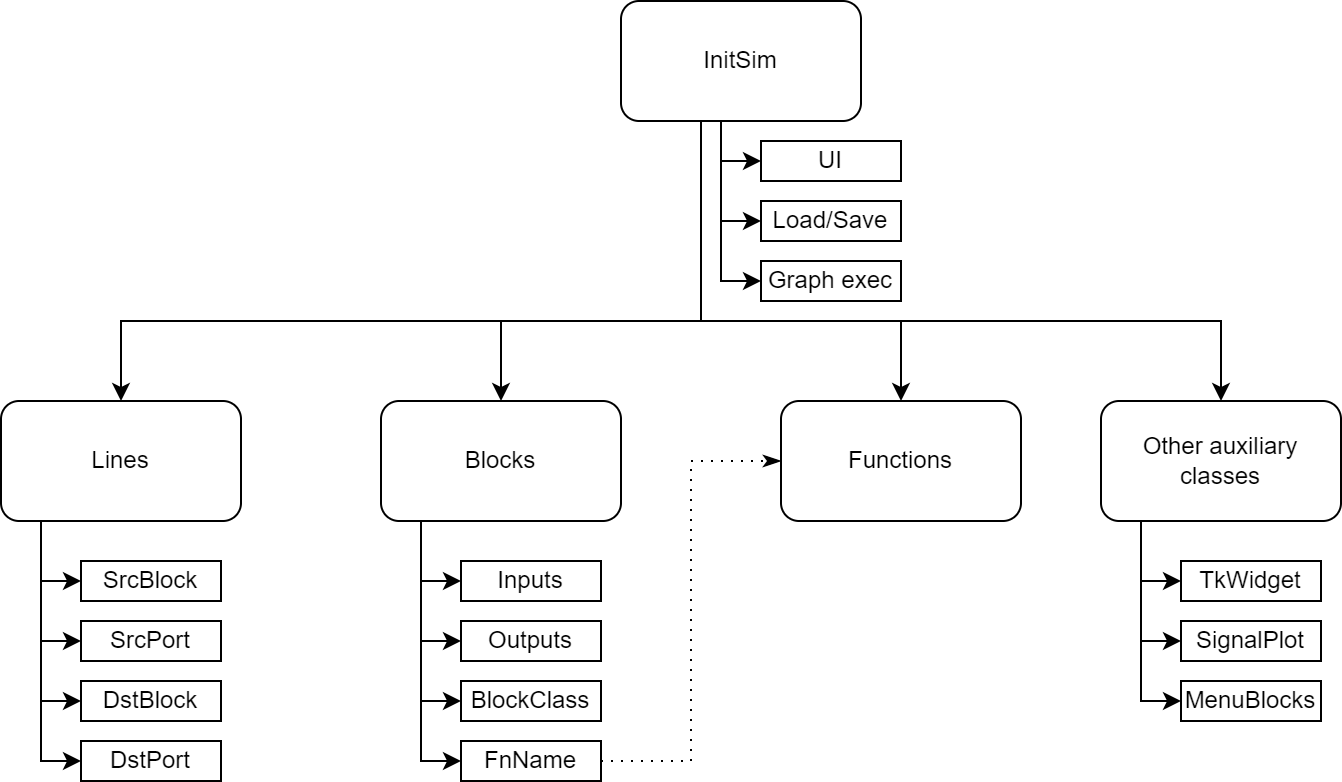 InitSim
UI
Load/Save
Graph exec
Lines
Blocks
Functions
Other auxiliary
classes
SrcBlock
SrcPort
DstBlock
DstPort
Inputs
Outputs
BlockClass
FnName
TkWidget
SignalPlot
MenuBlocks